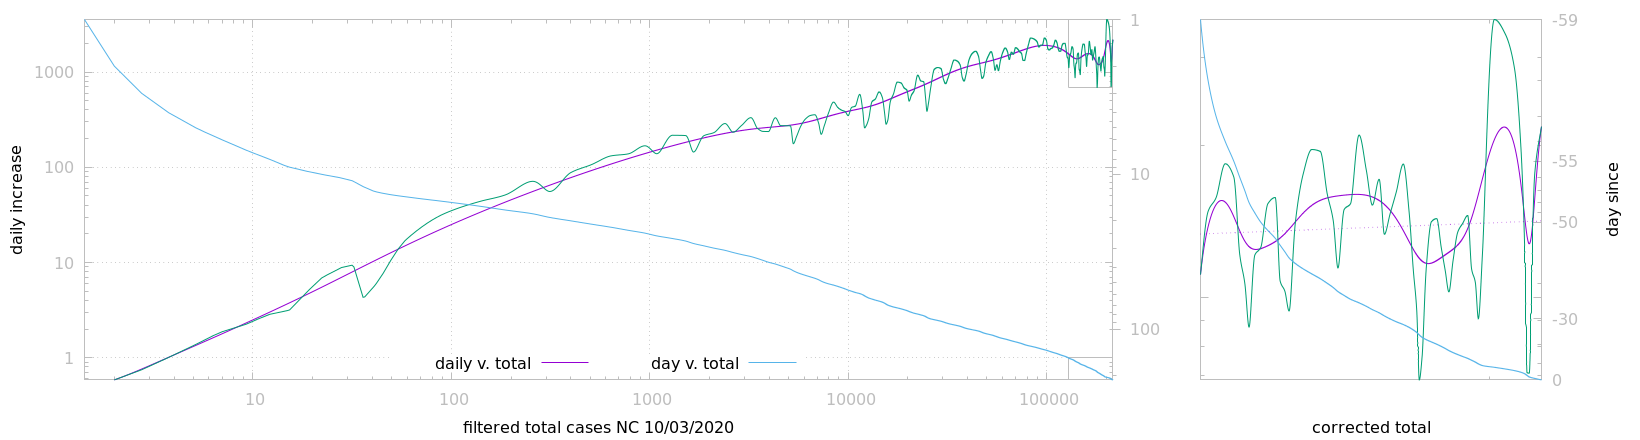 daily increase
1000
100
10
1
10
100
1000
10000
100000
filtered total cases NC 10/03/2020
daily v. total
day v. total
1
10
100
-59
-55
-50
-30
0
day since
corrected total